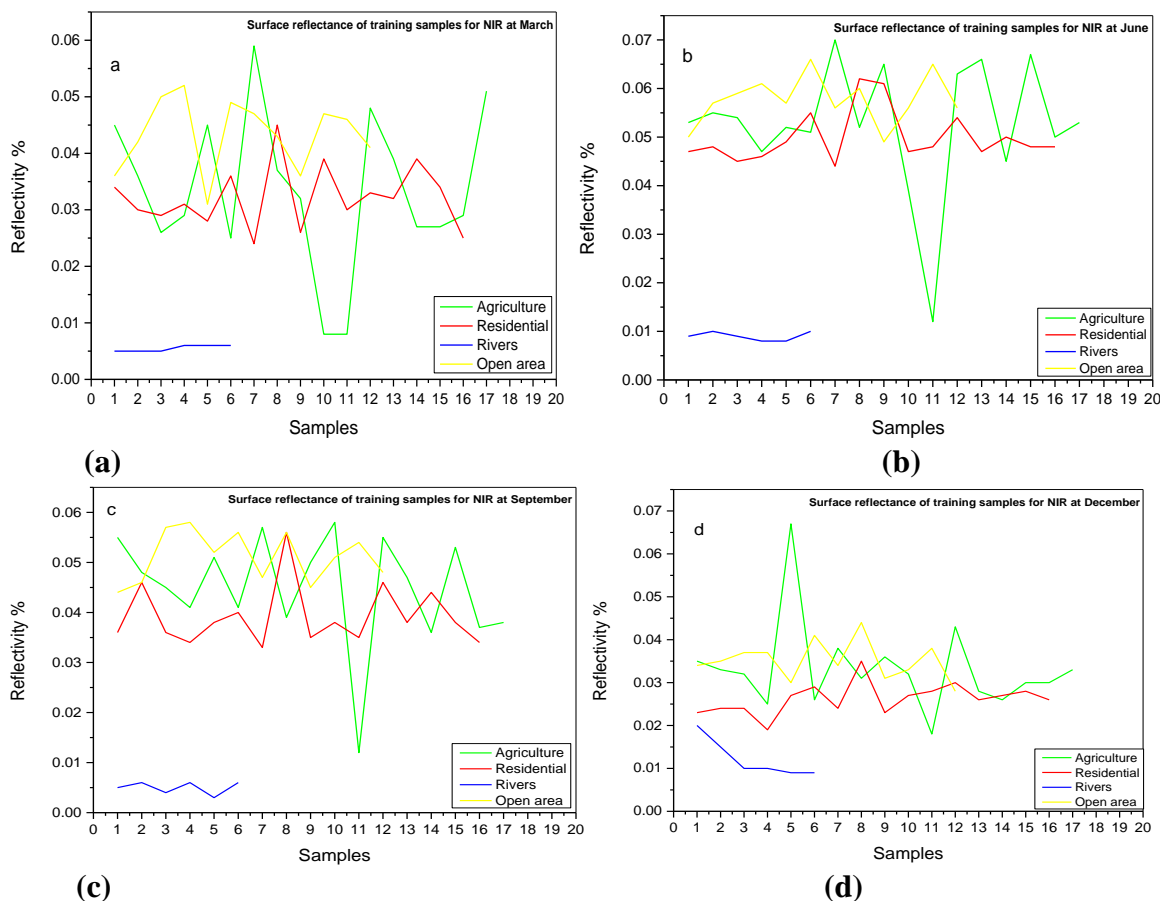 Surface reflectance of training samples for NIR at March
a
Reflectivity %
0.06
0.05
0.04
0.03
0.02
0.01
0.00
Agriculture
Residential
Rivers
Open area
0 1 2 3 4 5 6 7 8 9 10 11 12 13 14 15 16 17 18 19 20
Samples
(a)
Surface reflectance of training samples for NIR at June
b
Reflectivity %
0.07
0.06
0.05
0.04
0.03
0.02
0.01
0.00
Agriculture
Residential
Rivers
Open area
0 1 2 3 4 5 6 7 8 9 10 11 12 13 14 15 16 17 18 19 20
Samples
(b)
Surface reflectance of training samples for NIR at September
c
Reflectivity %
0.06
0.05
0.04
0.03
0.02
0.01
0.00
Agriculture
Residential
Rivers
Open area
0 1 2 3 4 5 6 7 8 9 10 11 12 13 14 15 16 17 18 19 20
Samples
(c)
Surface reflectance of training samples for NIR at December
d
Reflectivity %
0.07
0.06
0.05
0.04
0.03
0.02
0.01
0.00
Agriculture
Residential
Rivers
Open area
0 1 2 3 4 5 6 7 8 9 10 11 12 13 14 15 16 17 18 19 20
Samples
(d)